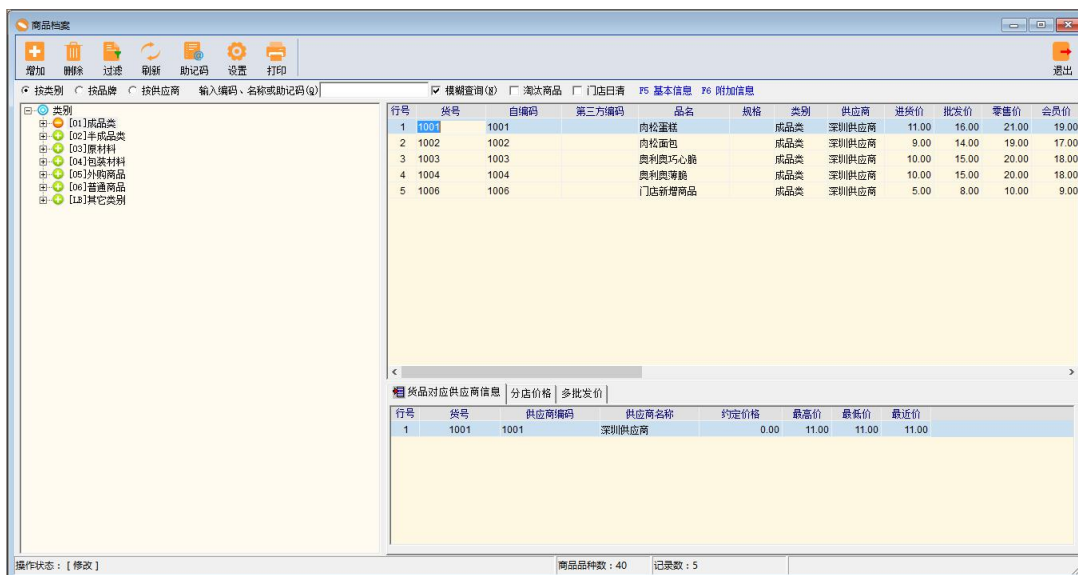 商品档案
增加 删除 过滤 刷新 助记码 设置 打印 退出
按类别 按品牌 按供应商 输入编码、名称或助记码(Q) 模糊查询(W) 淘汰商品 门店日清 F5 基本信息 F6 附加信息
类别
[01]成品类
[02]半成品类
[03]原材料
[04]包装材料
[05]外购商品
[06]普通商品
[LB]其它类别
行号 货号 自编码 第三方编码 品名 规格 类别 供应商 进货价 批发价 零售价 会员价
1 1001 1001 肉松蛋糕 成品类 深圳供应商 11.00 16.00 21.00 19.00
2 1002 1002 肉松面包 成品类 深圳供应商 9.00 14.00 19.00 17.00
3 1003 1003 奥利奥巧心脆 成品类 深圳供应商 10.00 15.00 20.00 18.00
4 1004 1004 奥利奥薄脆 成品类 深圳供应商 10.00 15.00 20.00 18.00
5 1006 1006 门店新增商品 成品类 深圳供应商 5.00 8.00 10.00 9.00
货品对应供应商信息 分店价格 多批发价
行号 货号 供应商编码 供应商名称 约定价格 最高价 最低价 最近价
1 1001 1001 深圳供应商 0.00 11.00 11.00 11.00
操作状态：[ 修改 ] 商品品种数：40 记录数：5